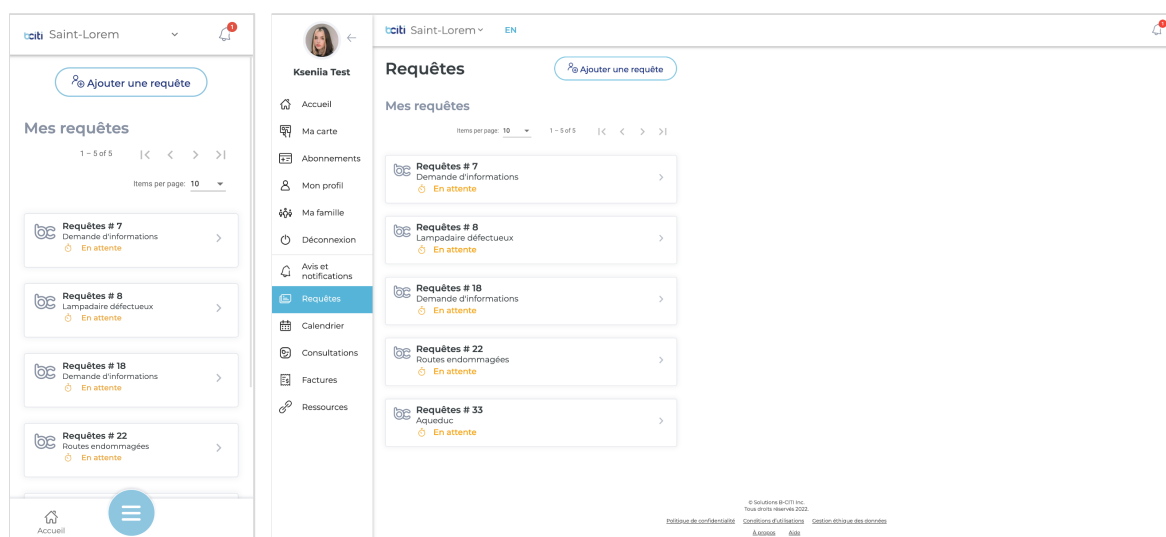 bciti Saint-Lorem
1
Ajouter une requête
Mes requêtes
1 – 5 of 5
Items per page: 10
Requêtes # 7
Demande d'informations
En attente
Requêtes # 8
Lampadaire défectueux
En attente
Requêtes # 18
Demande d'informations
En attente
Requêtes # 22
Routes endommagées
En attente
Accueil
Kseniia Test
Accueil
Ma carte
Abonnements
Mon profil
Ma famille
Déconnexion
Avis et
notifications
Requêtes
Calendrier
Consultations
Factures
Ressources
bciti Saint-Lorem EN
1
Requêtes
Ajouter une requête
Mes requêtes
Items per page: 10 1 – 5 of 5
Requêtes # 7
Demande d'informations
En attente
Requêtes # 8
Lampadaire défectueux
En attente
Requêtes # 18
Demande d'informations
En attente
Requêtes # 22
Routes endommagées
En attente
Requêtes # 33
Aqueduc
En attente
© Solutions B-CITI Inc.
Tous droits réservés 2022.
Politique de confidentialité Conditions d'utilisations Gestion éthique des données
À propos Aide